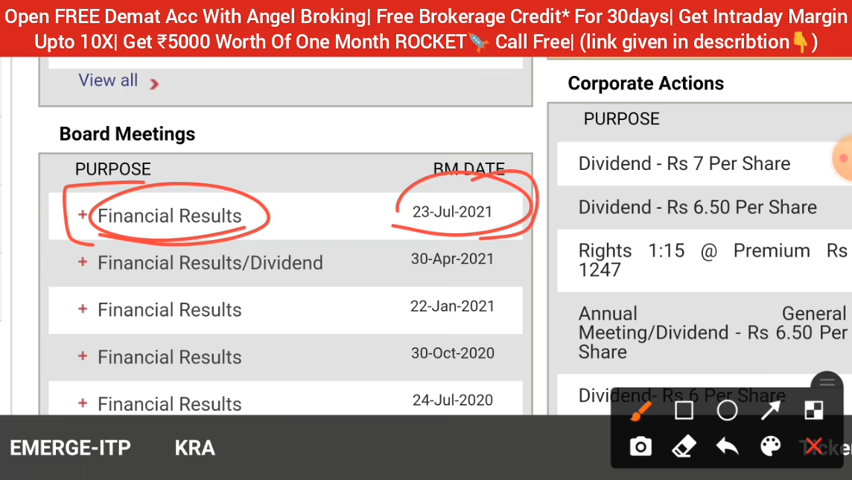 Open FREE Demat Acc With Angel Broking| Free Brokerage Credit* For 30days| Get Intraday Margin
Upto 10X| Get ₹5000 Worth Of One Month ROCKET🚀 Call Free| (link given in describtion👇)
View all
Board Meetings
PURPOSE BM DATE
+ Financial Results 23-Jul-2021
+ Financial Results/Dividend 30-Apr-2021
+ Financial Results 22-Jan-2021
+ Financial Results 30-Oct-2020
+ Financial Results 24-Jul-2020
Corporate Actions
PURPOSE
Dividend - Rs 7 Per Share
Dividend - Rs 6.50 Per Share
Rights 1:15 @ Premium Rs
1247
Annual General
Meeting/Dividend - Rs 6.50 Per
Share
Dividend- Rs 6 Per Share
EMERGE-ITP KRA